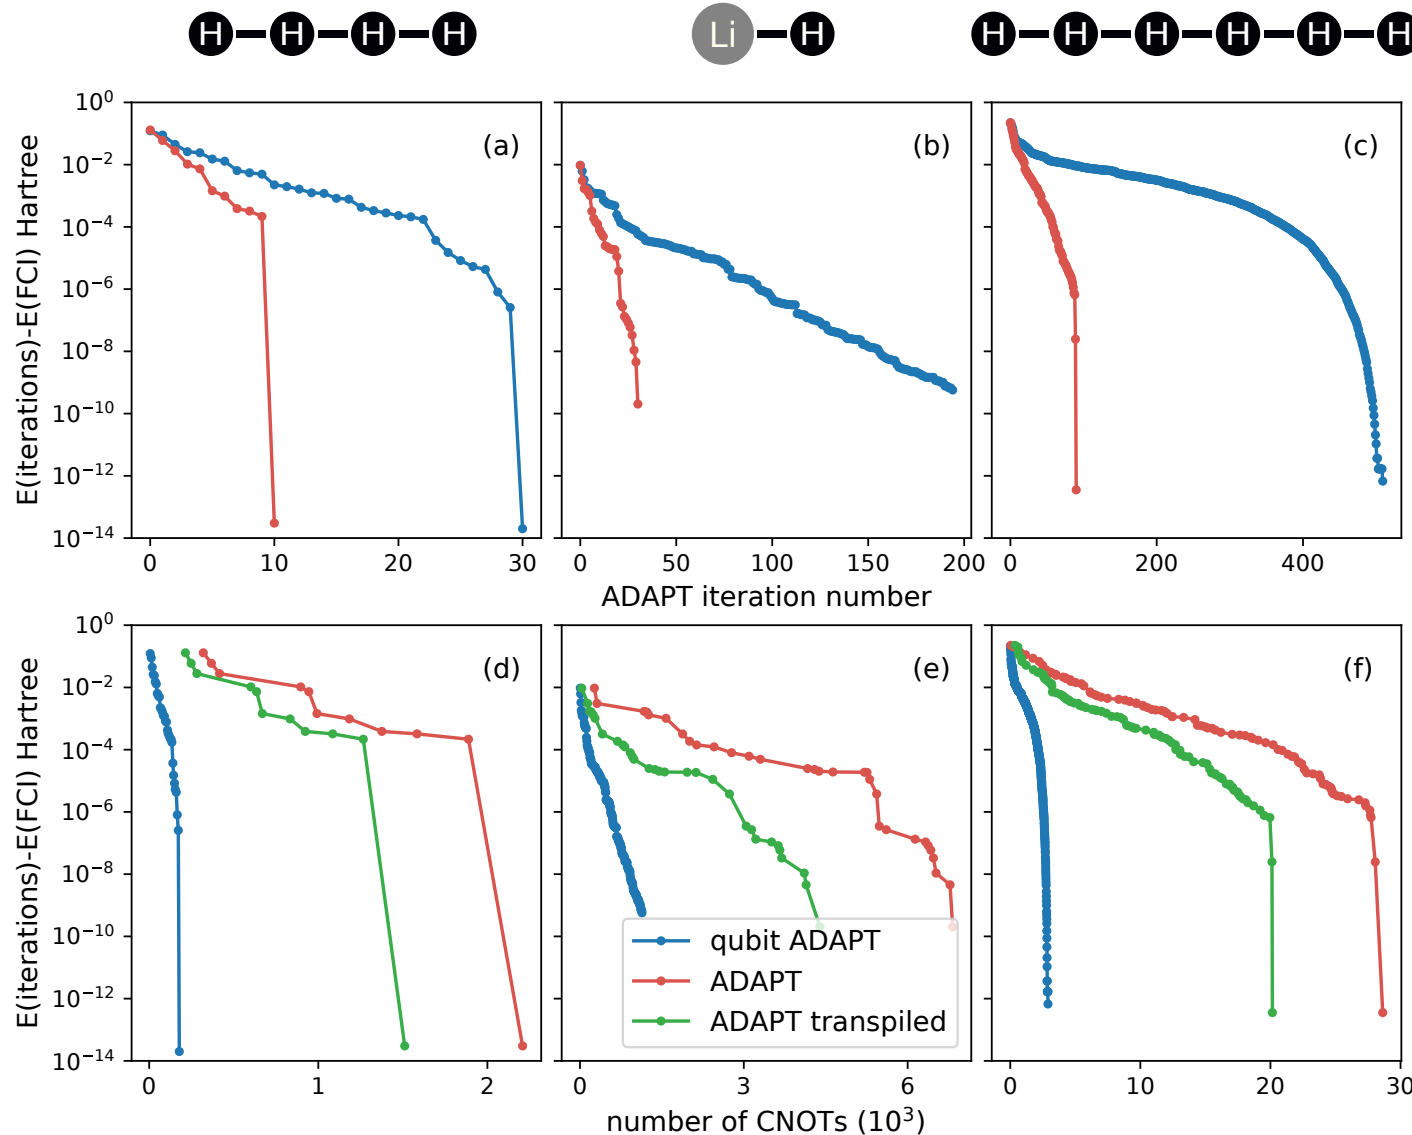 H H H H
Li H
H H H H H H
E(iterations)-E(FCI) Hartree
10^0
10^-2
10^-4
10^-6
10^-8
10^-10
10^-12
10^-14
(a)
(b)
(c)
0 10 20 30
0 50 100 150 200
0 200 400
ADAPT iteration number
E(iterations)-E(FCI) Hartree
10^0
10^-2
10^-4
10^-6
10^-8
10^-10
10^-12
10^-14
(d)
(e)
(f)
qubit ADAPT
ADAPT
ADAPT transpiled
0 1 2
0 3 6
0 10 20 30
number of CNOTs (10^3)